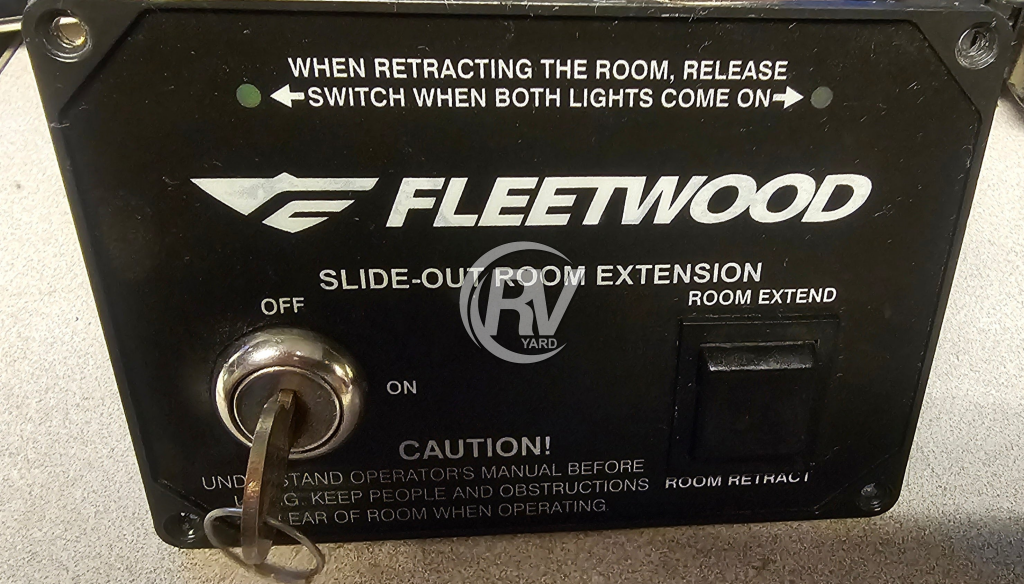 WHEN RETRACTING THE ROOM, RELEASE
SWITCH WHEN BOTH LIGHTS COME ON
FLEETWOOD
SLIDE-OUT ROOM EXTENSION
RV
YARD
OFF
ROOM EXTEND
ON
CAUTION!
OPERATOR'S MANUAL BEFORE
KEEP PEOPLE AND OBSTRUCTIONS
OF ROOM WHEN OPERATING.
ROOM RETRACT